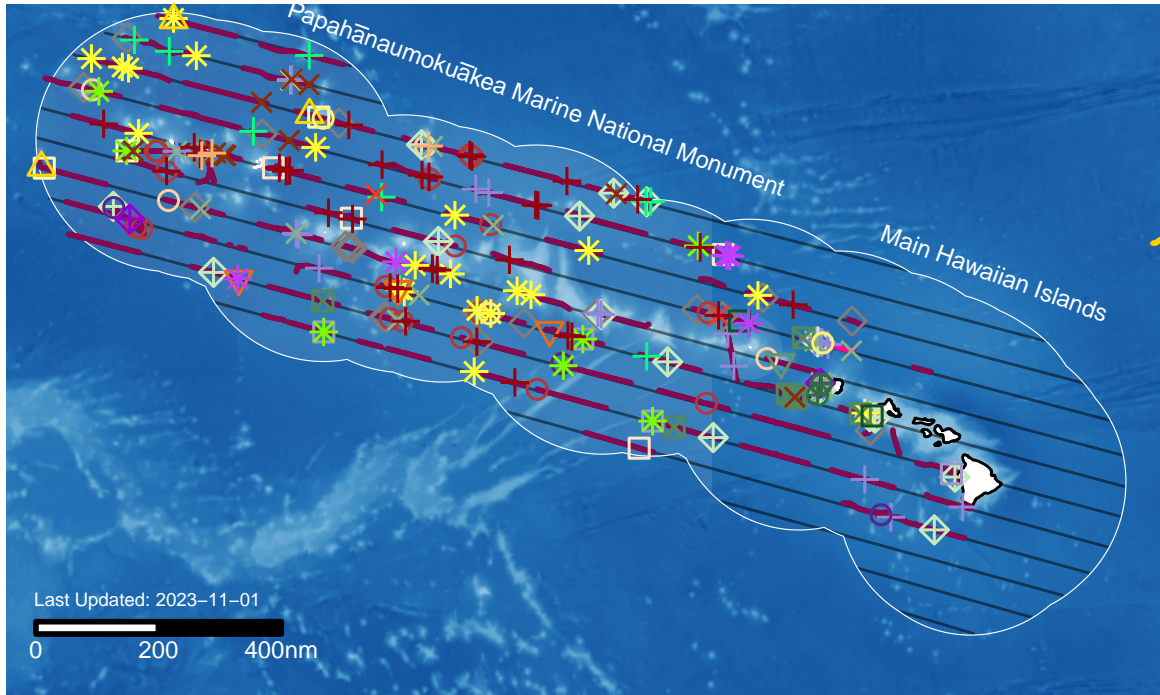 Papahānaumokuākea Marine National Monument
Main Hawaiian Islands
Last Updated: 2023−11−01
0 200 400nm